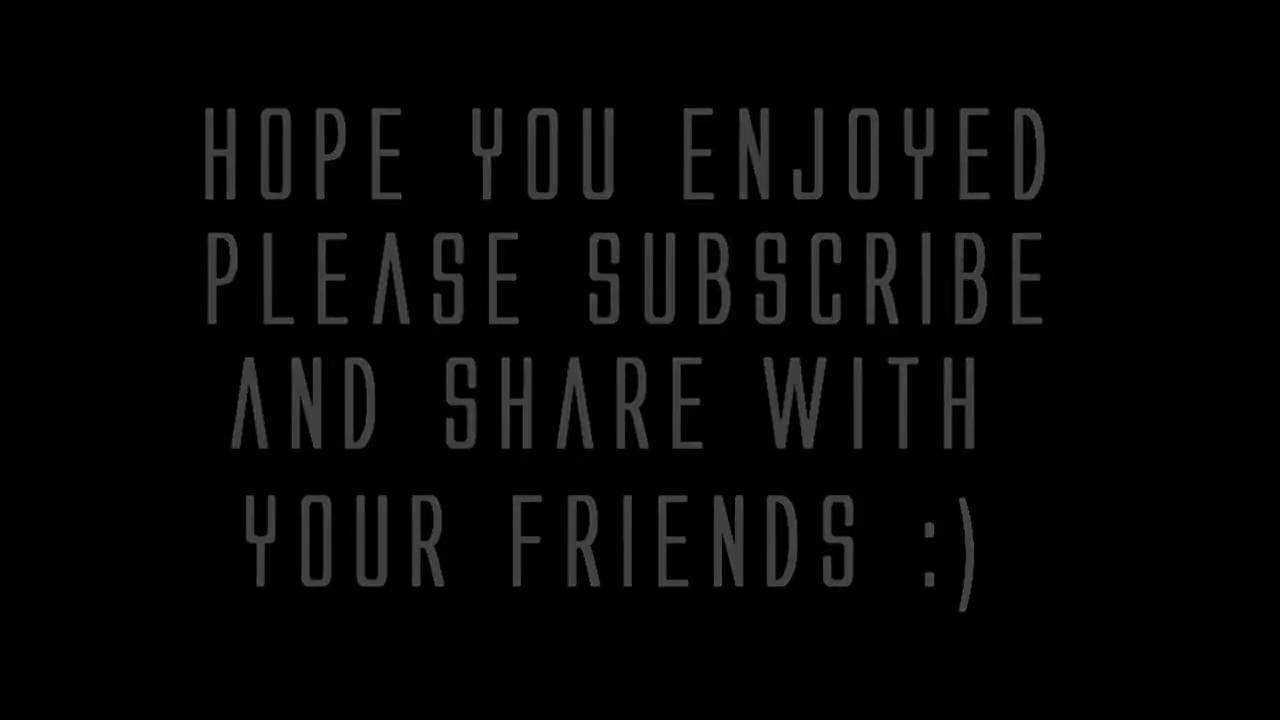 HOPE YOU ENJOYED
PLEASE SUBSCRIBE
AND SHARE WITH
YOUR FRIENDS :)